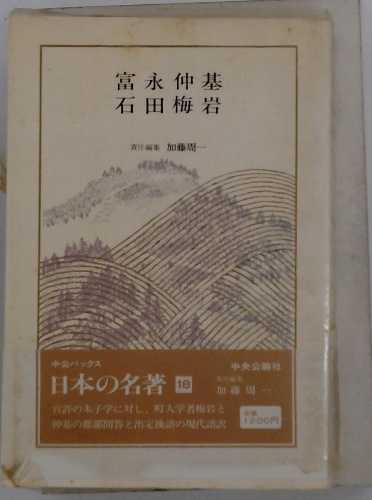 富永仲基
石田梅岩
責任編集 加藤周一
中公バックス
日本の名著 18
官許の朱子学に対し、町人学者梅岩と
仲基の都鄙問答と出定後語の現代語訳
中央公論社
責任編集
加藤周一
定価
1200円